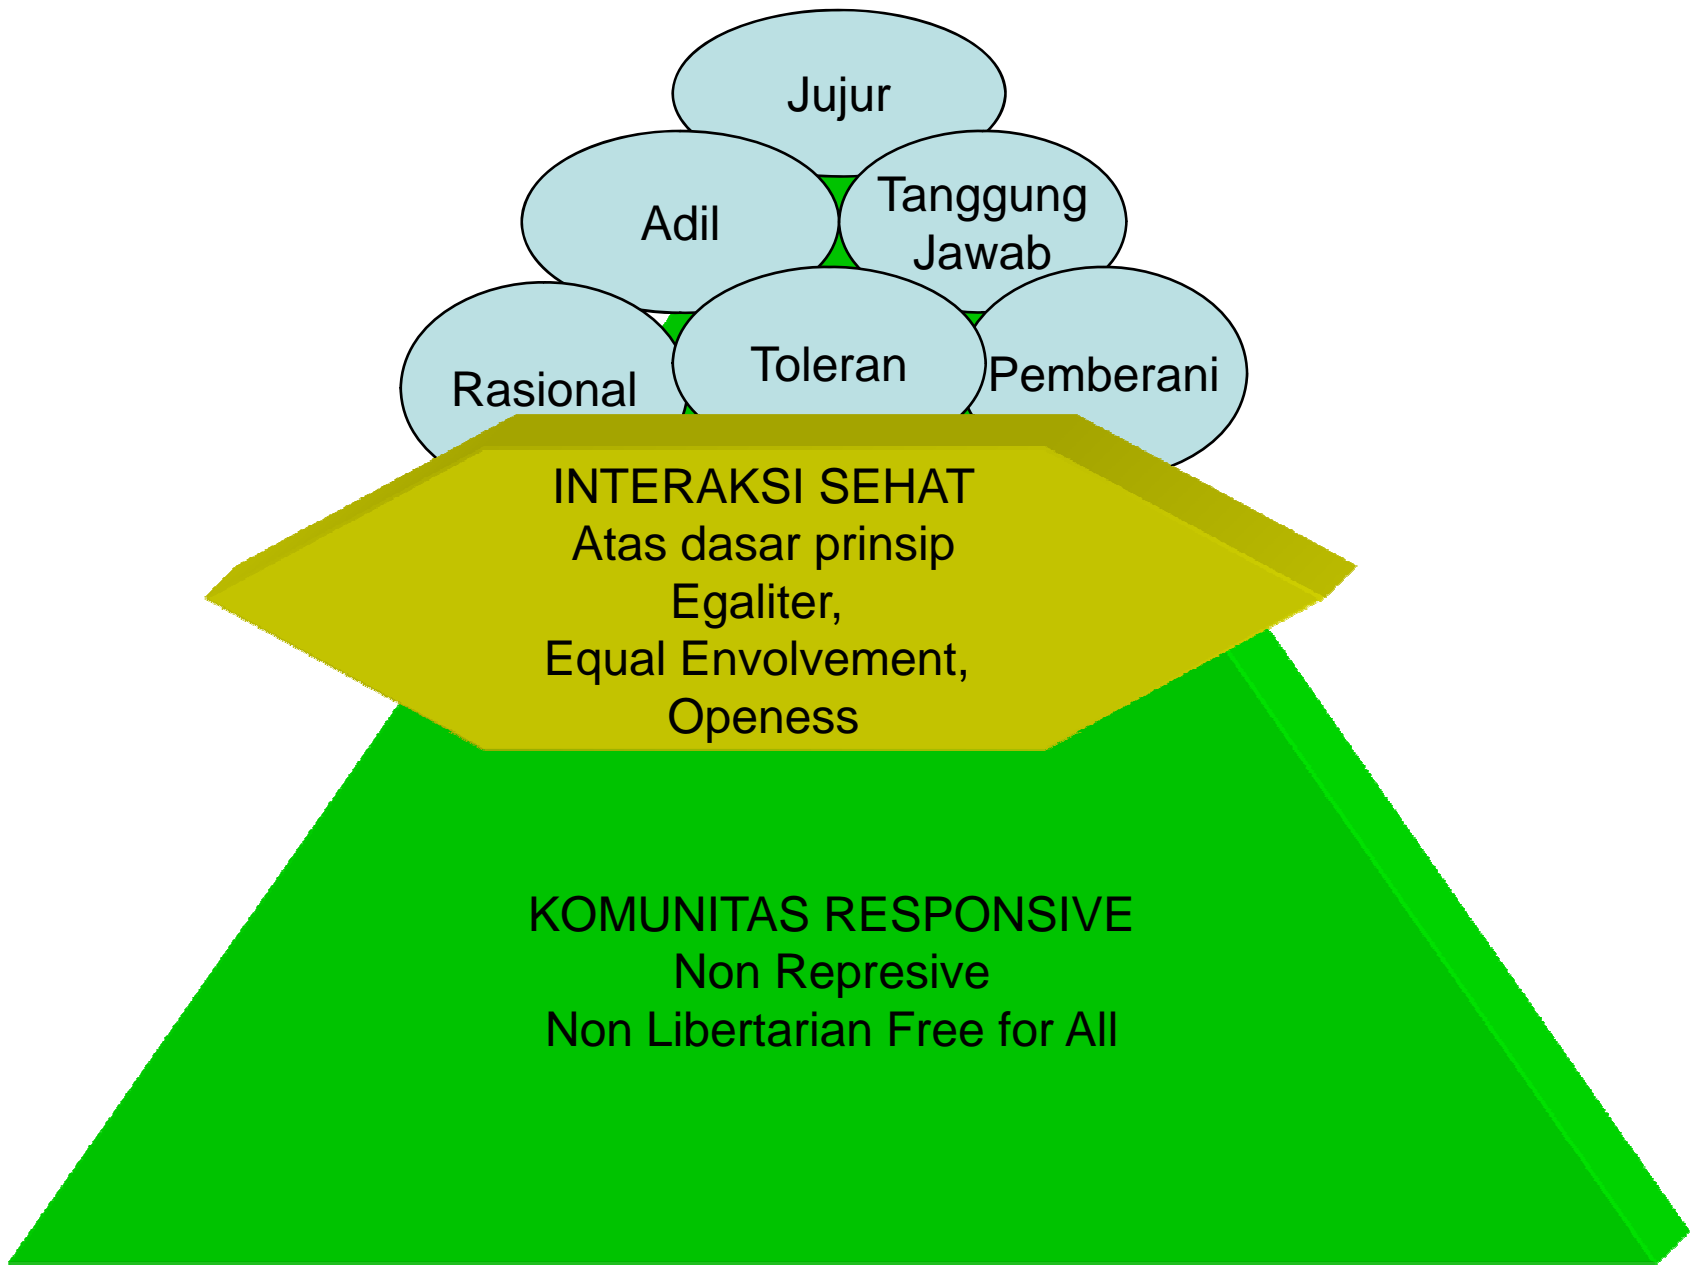 Jujur
Adil
Tanggung
Jawab
Rasional
Toleran
Pemberani
INTERAKSI SEHAT
Atas dasar prinsip
Egaliter,
Equal Envolvement,
Openess
KOMUNITAS RESPONSIVE
Non Represive
Non Libertarian Free for All